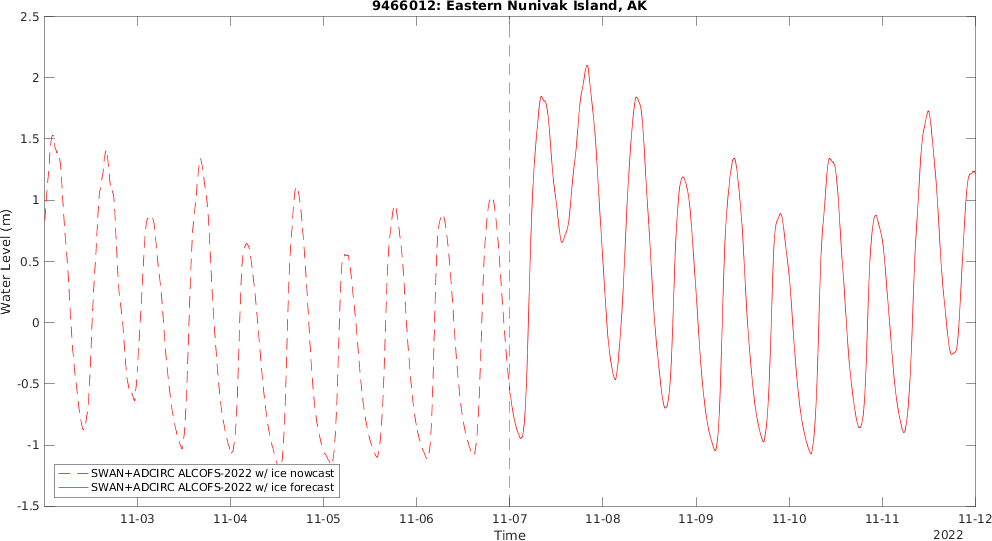 9466012: Eastern Nunivak Island, AK
2.5
2
1.5
1
0.5
0
-0.5
-1
-1.5
Water Level (m)
SWAN+ADCIRC ALCOFS-2022 w/ ice nowcast
SWAN+ADCIRC ALCOFS-2022 w/ ice forecast
11-03 11-04 11-05 11-06 11-07 11-08 11-09 11-10 11-11 11-12
Time
2022